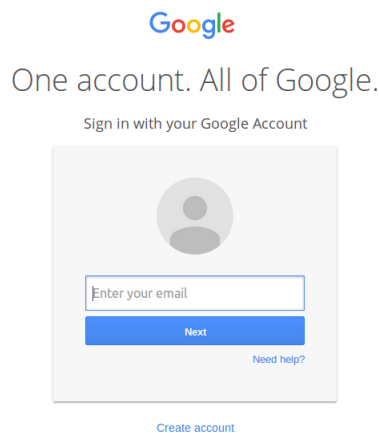 Google
One account. All of Google.
Sign in with your Google Account
Enter your email
Next
Need help?
Create account